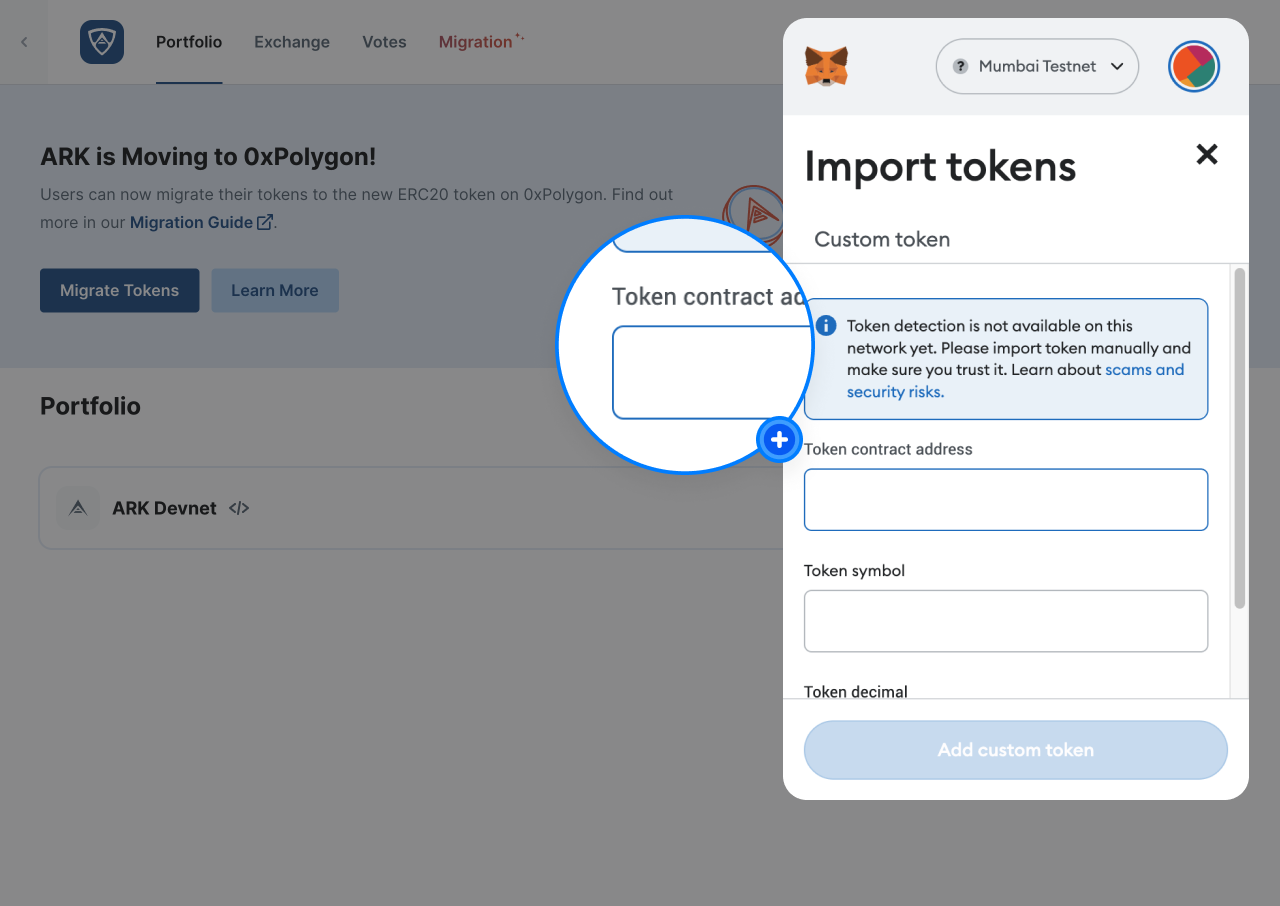 Portfolio
Exchange
Votes
Migration
ARK is Moving to 0xPolygon!
Users can now migrate their tokens to the new ERC20 token on 0xPolygon. Find out
more in our Migration Guide.
Migrate Tokens
Learn More
Portfolio
ARK Devnet </>
Token contract ad
? Mumbai Testnet
Import tokens
Custom token
Token detection is not available on this
network yet. Please import token manually and
make sure you trust it. Learn about scams and
security risks.
Token contract address
Token symbol
Token decimal
Add custom token